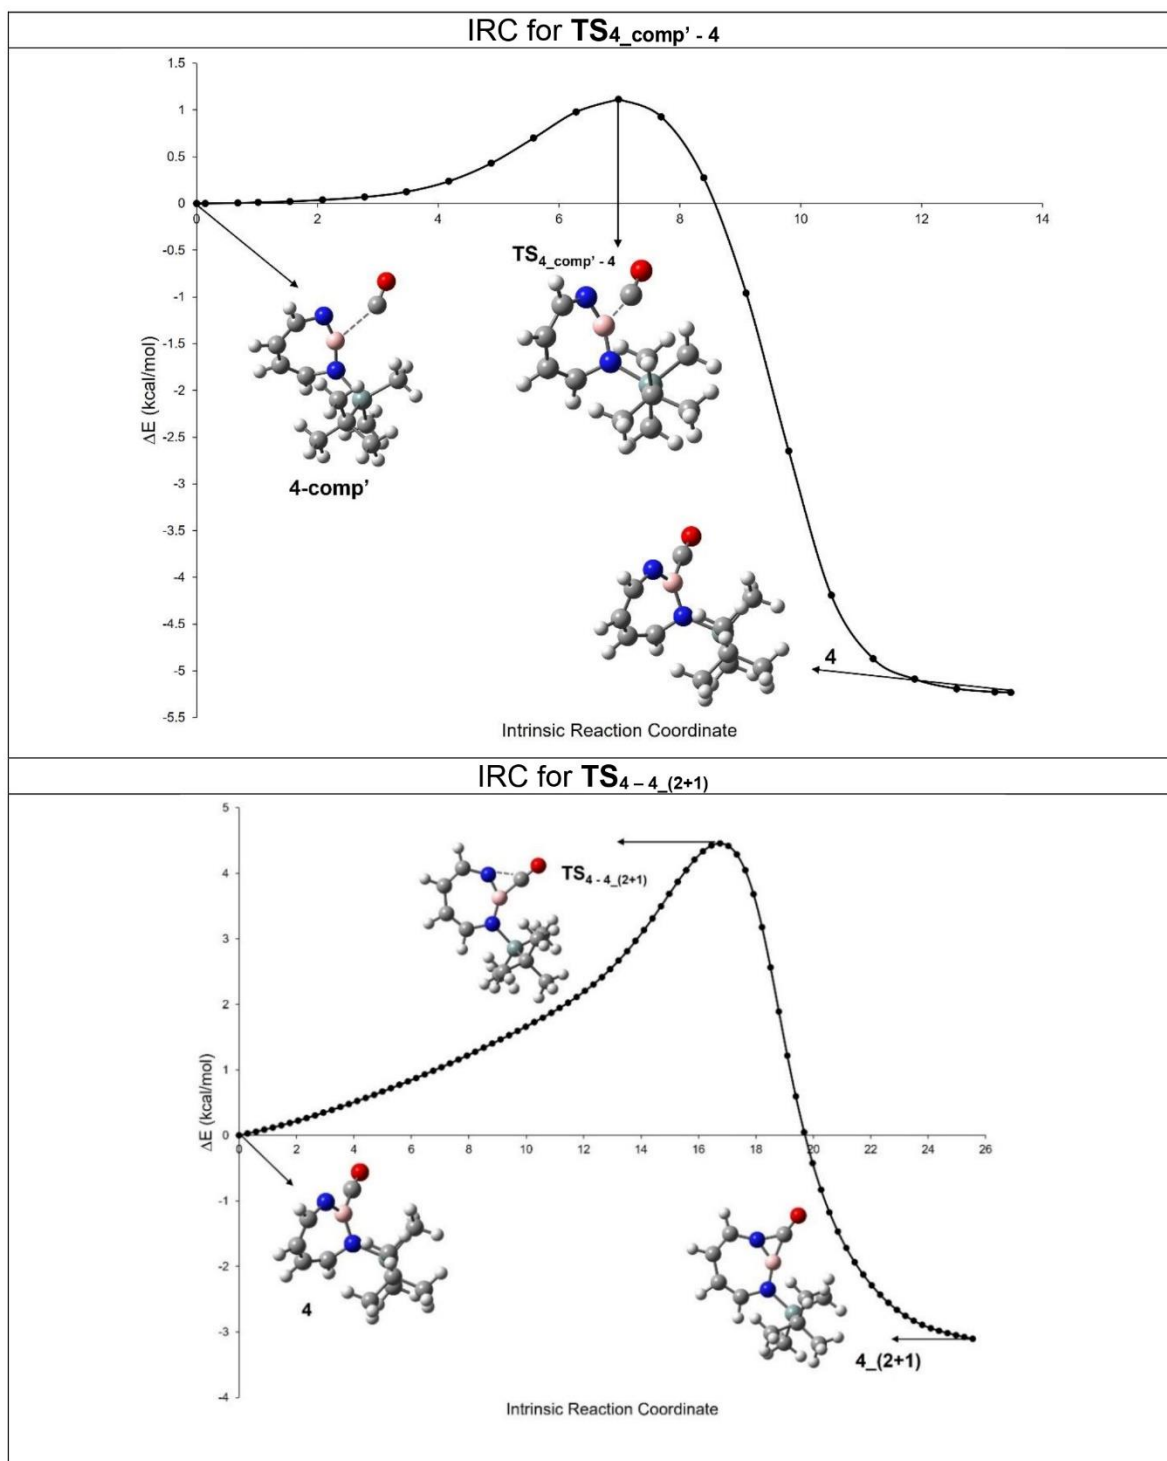 IRC for TS4_comp' - 4
1.5
1
0.5
0
-0.5
-1
-1.5
-2
-2.5
-3
-3.5
-4
-4.5
-5
-5.5
ΔE (kcal/mol)
0 2 4 6 8 10 12 14
TS4_comp' - 4
4-comp'
4
Intrinsic Reaction Coordinate
IRC for TS4 – 4_(2+1)
5
4
3
2
1
0
-1
-2
-3
-4
ΔE (kcal/mol)
0 2 4 6 8 10 12 14 16 18 20 22 24 26
TS4 - 4_(2+1)
4
4_(2+1)
Intrinsic Reaction Coordinate